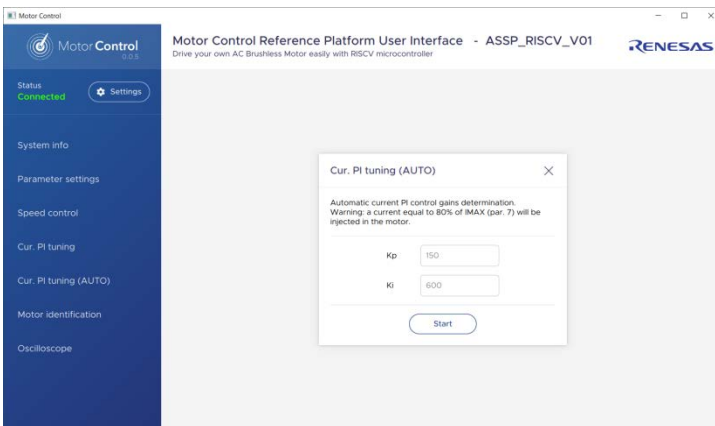 Motor Control
Motor Control
0.0.5
Motor Control Reference Platform User Interface - ASSP_RISCV_V01
Drive your own AC Brushless Motor easily with RISCV microcontroller
RENESAS
Status
Connected
Settings
System info
Parameter settings
Speed control
Cur. PI tuning
Cur. PI tuning (AUTO)
Motor identification
Oscilloscope
Cur. PI tuning (AUTO)
Automatic current PI control gains determination.
Warning: a current equal to 80% of IMAX (par. 7) will be
injected in the motor.
Kp 150
Ki 600
Start